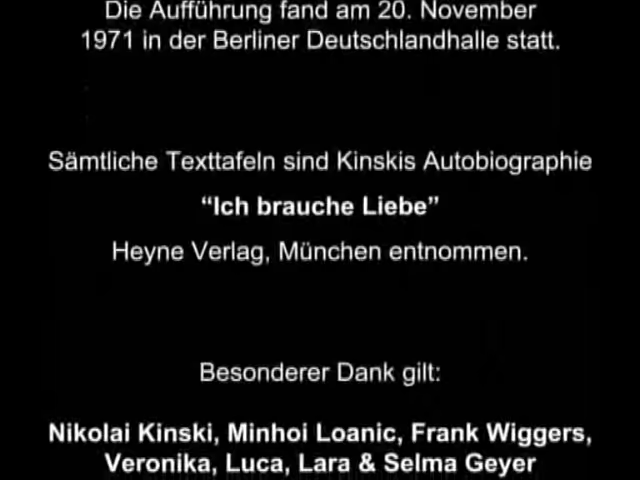 Die Aufführung fand am 20. November
1971 in der Berliner Deutschlandhalle statt.
Sämtliche Texttafeln sind Kinskis Autobiographie
“Ich brauche Liebe”
Heyne Verlag, München entnommen.
Besonderer Dank gilt:
Nikolai Kinski, Minhoi Loanic, Frank Wiggers,
Veronika, Luca, Lara & Selma Geyer